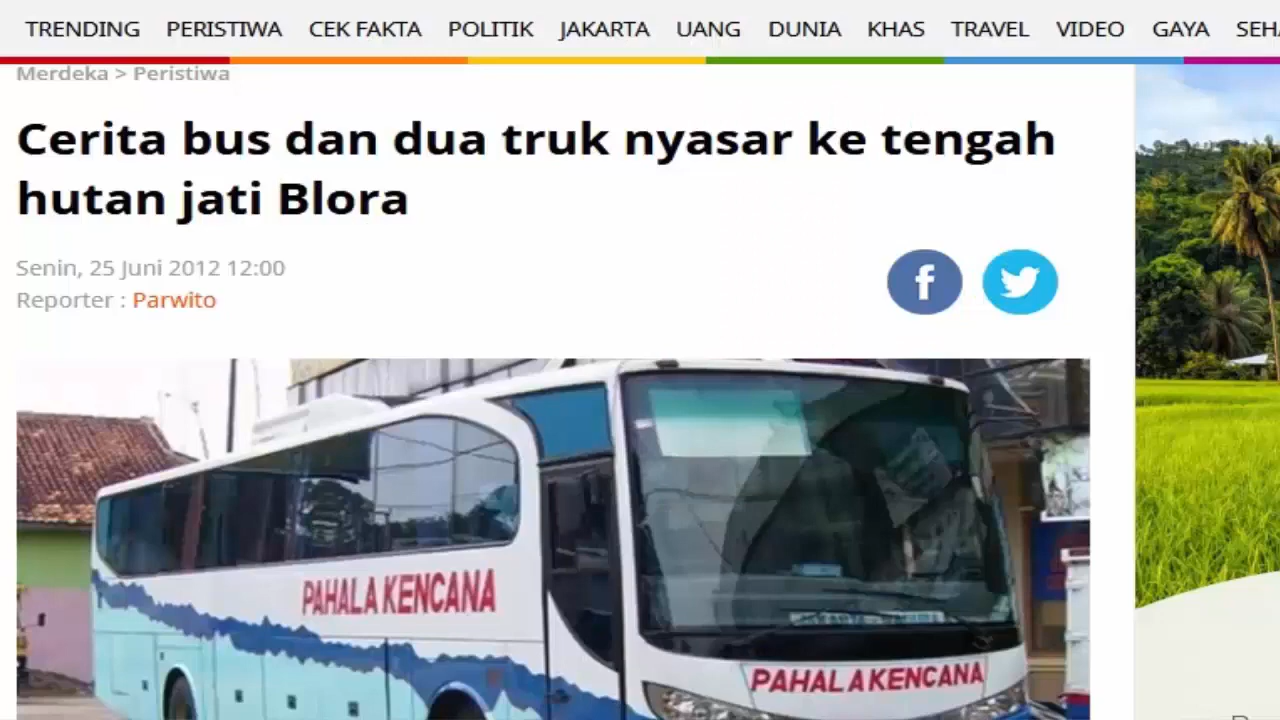 TRENDING PERISTIWA CEK FAKTA POLITIK JAKARTA UANG DUNIA KHAS TRAVEL VIDEO GAYA SEHA
Merdeka > Peristiwa
Cerita bus dan dua truk nyasar ke tengah
hutan jati Blora
Senin, 25 Juni 2012 12:00
Reporter : Parwito
f
PAHALA KENCANA
PAHALA KENCANA